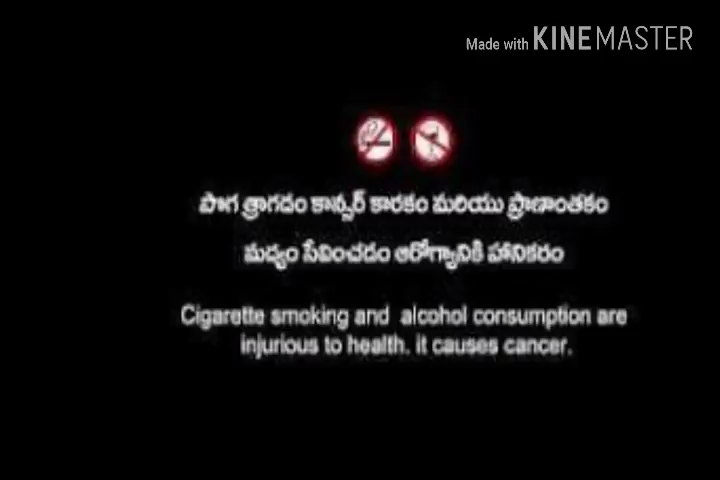 Made with KINEMASTER
పొగ త్రాగడం కాన్సర్ కారకం మరియు ప్రాణాంతకం
మద్యం సేవించడం ఆరోగ్యానికి హానికరం
Cigarette smoking and alcohol consumption are
injurious to health. It causes cancer.